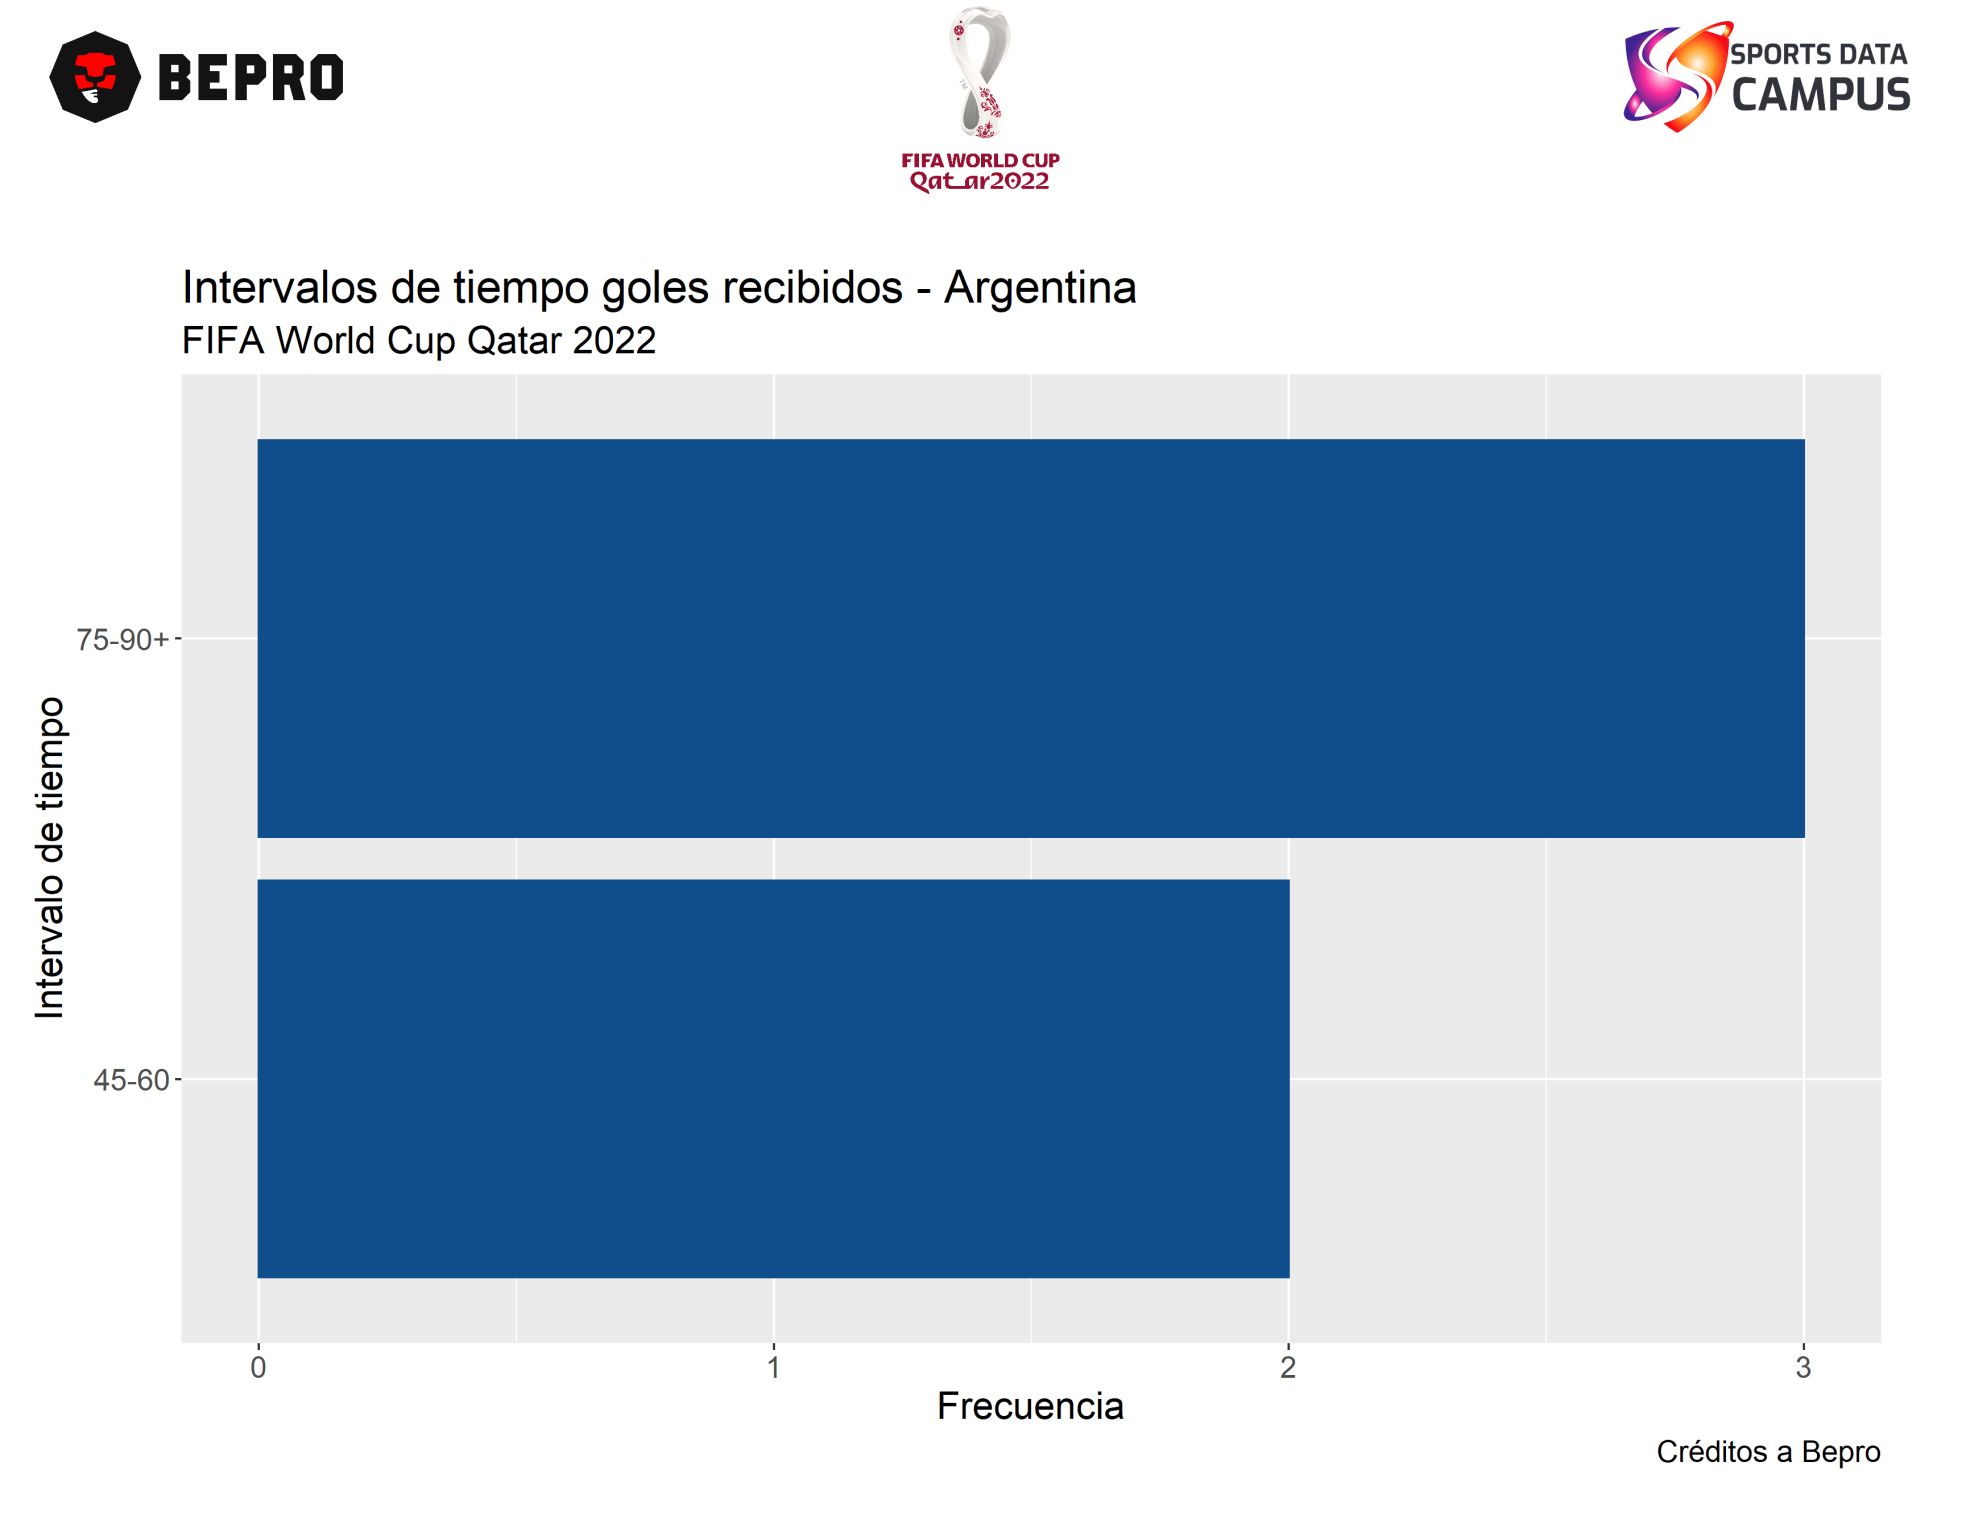 BEPRO
FIFA WORLD CUP
Qatar2022
TM
SPORTS DATA
CAMPUS
Intervalos de tiempo goles recibidos - Argentina
FIFA World Cup Qatar 2022
Intervalo de tiempo
75-90+
45-60
0 1 2 3
Frecuencia
Créditos a Bepro